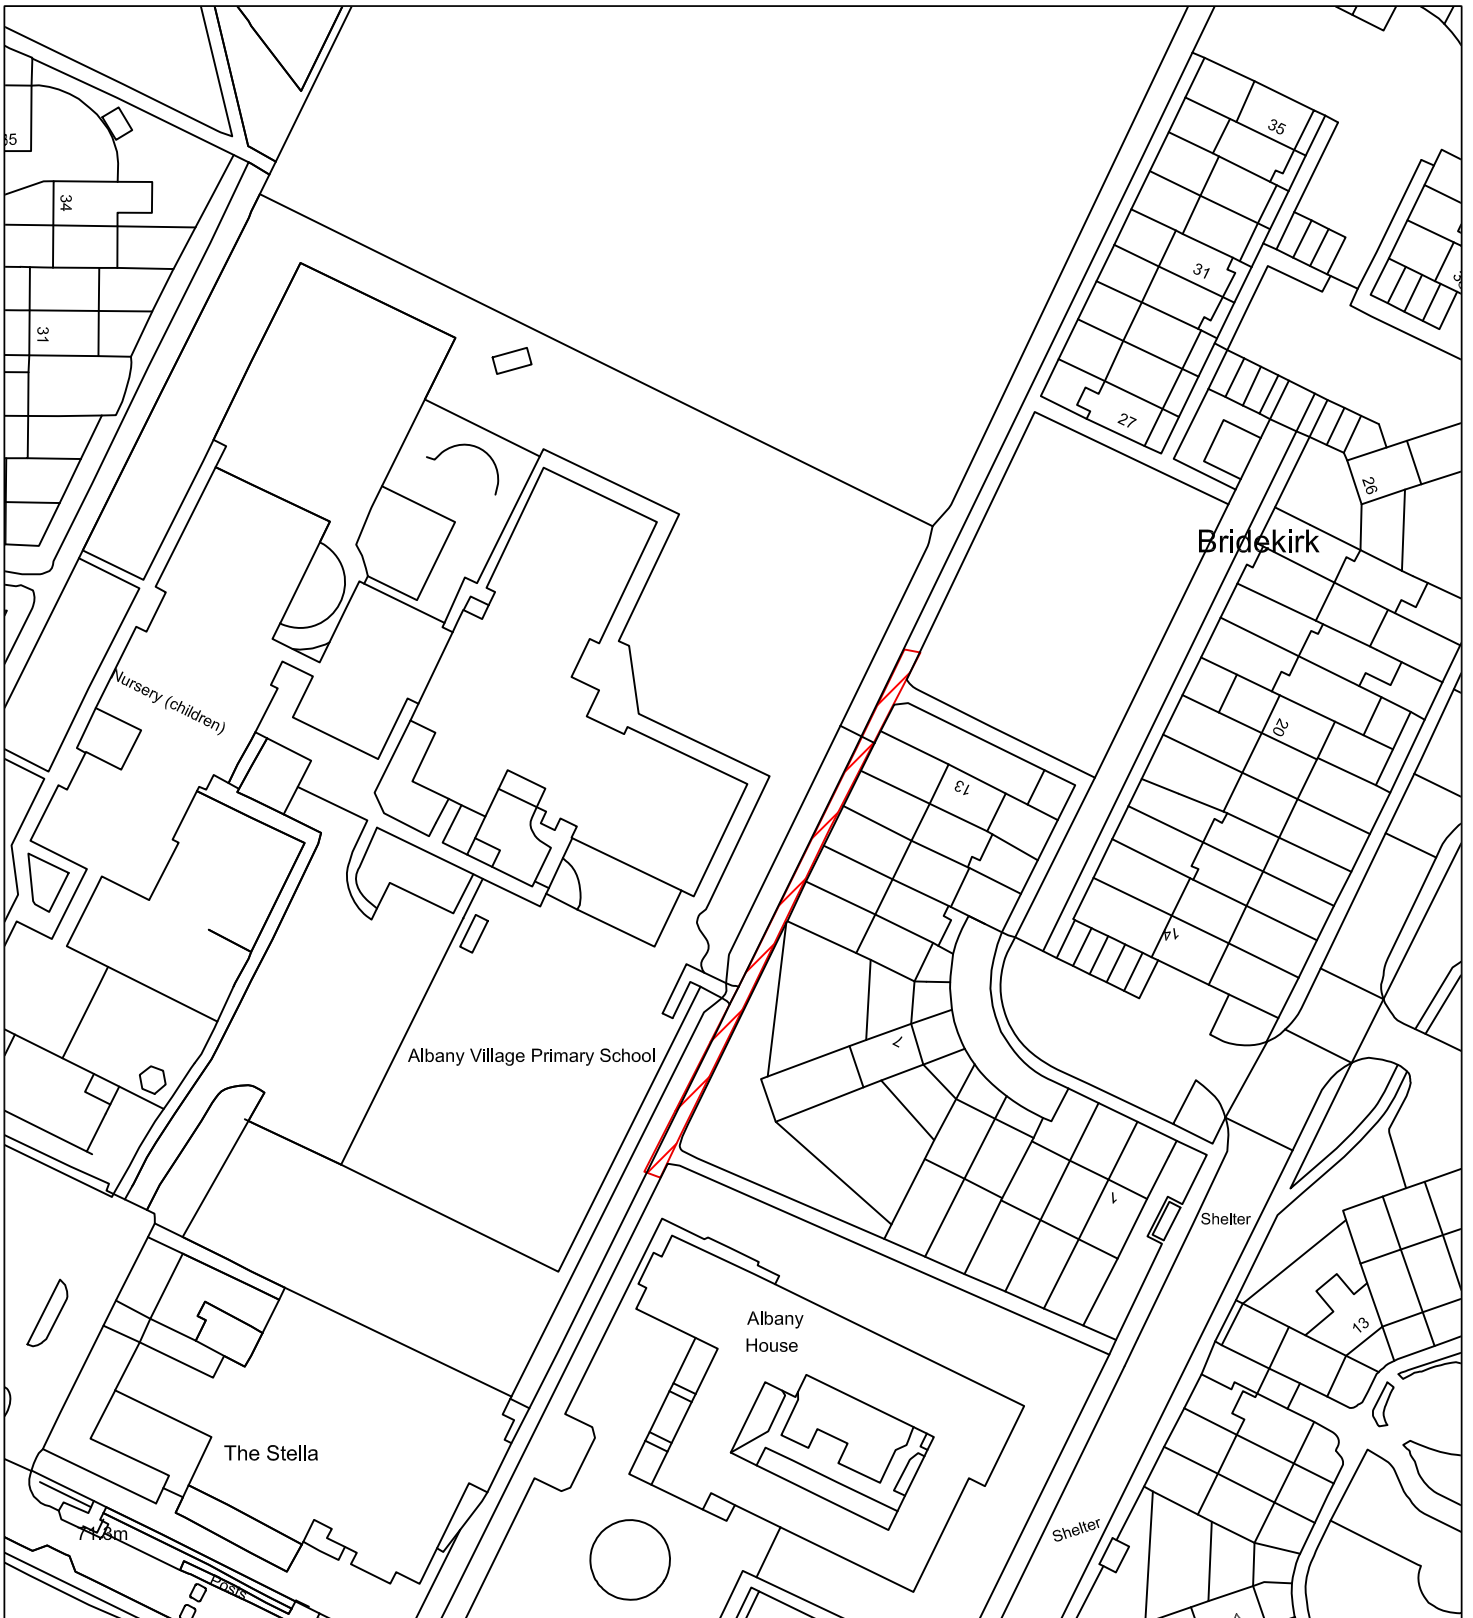 35
35
34
31
31
27
26
Bridekirk
Nursery (children)
20
13
14
7
Albany Village Primary School
1
Shelter
Albany
House
13
The Stella
Shelter
71.3m
Posts